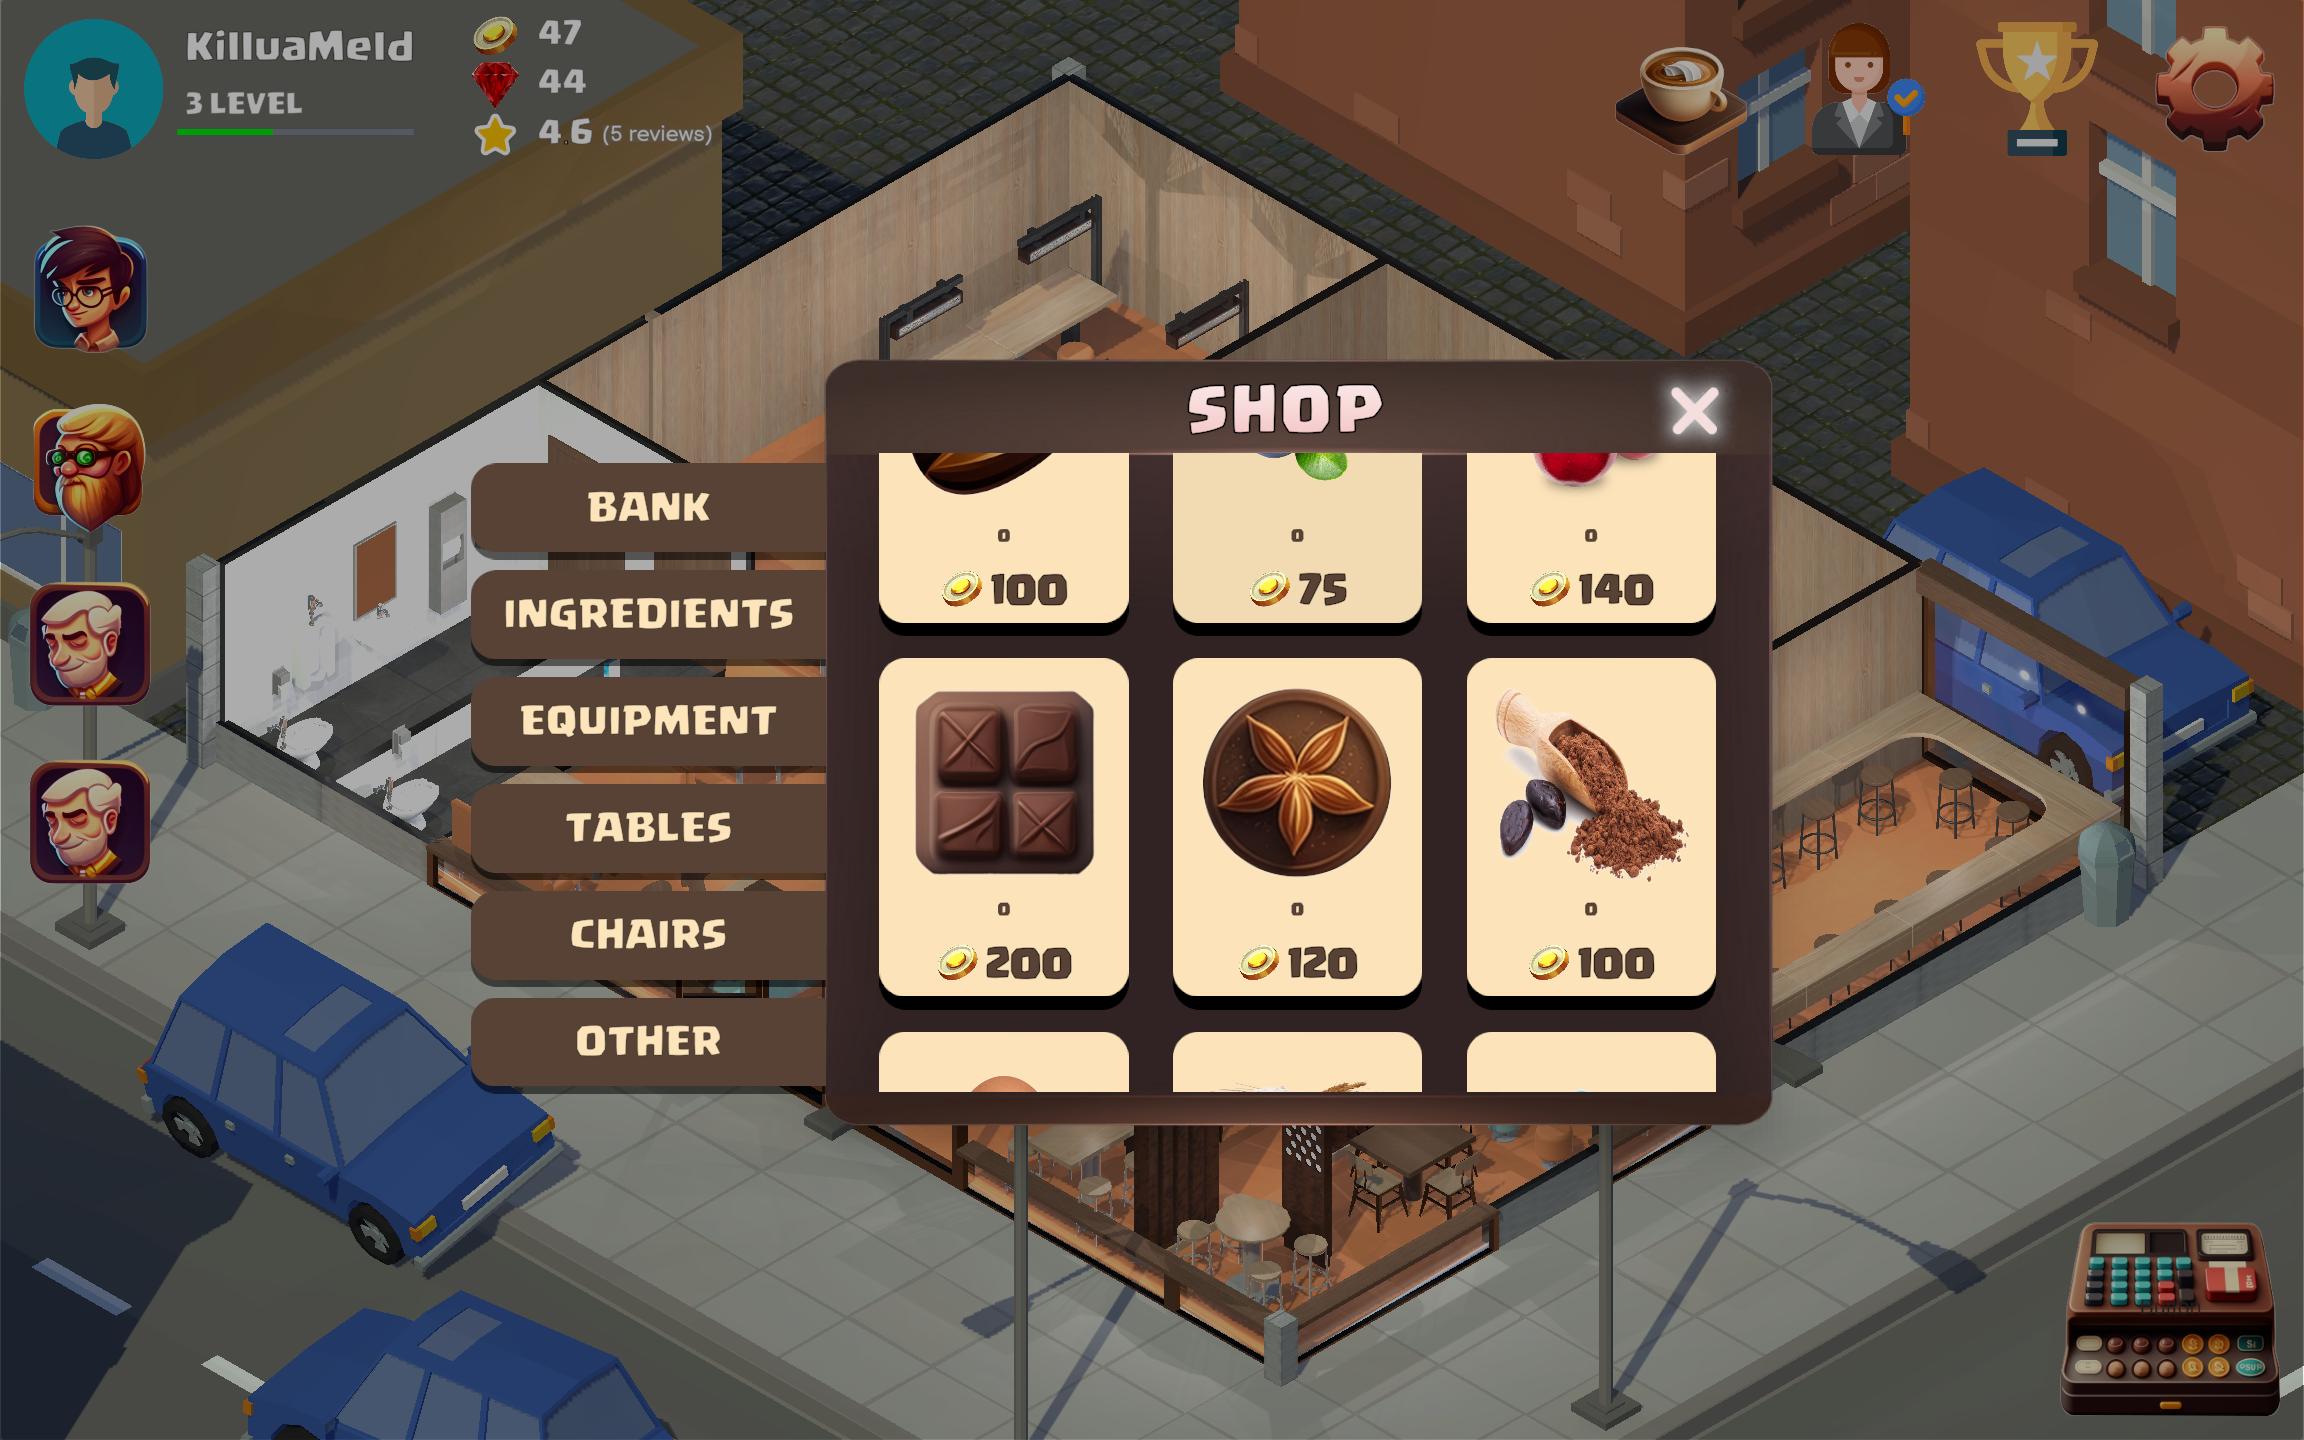 KilluaMeld
3 LEVEL
47
44
4.6 (5 reviews)
SHOP
BANK
INGREDIENTS
EQUIPMENT
TABLES
CHAIRS
OTHER
0
0
0
100
75
140
0
0
0
200
120
100